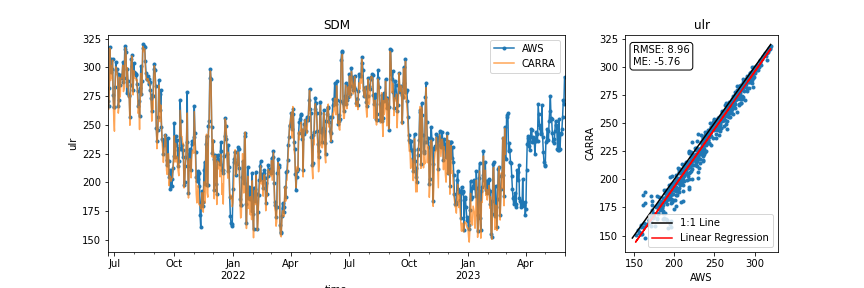 SDM
ulr
325
300
275
250
225
200
175
150
ulr
AWS
CARRA
Jul
Oct
Jan
2022
Apr
Jul
Oct
Jan
2023
Apr
time
ulr
325
300
275
250
225
200
175
150
CARRA
RMSE: 8.96
ME: -5.76
1:1 Line
Linear Regression
150
200
250
300
AWS